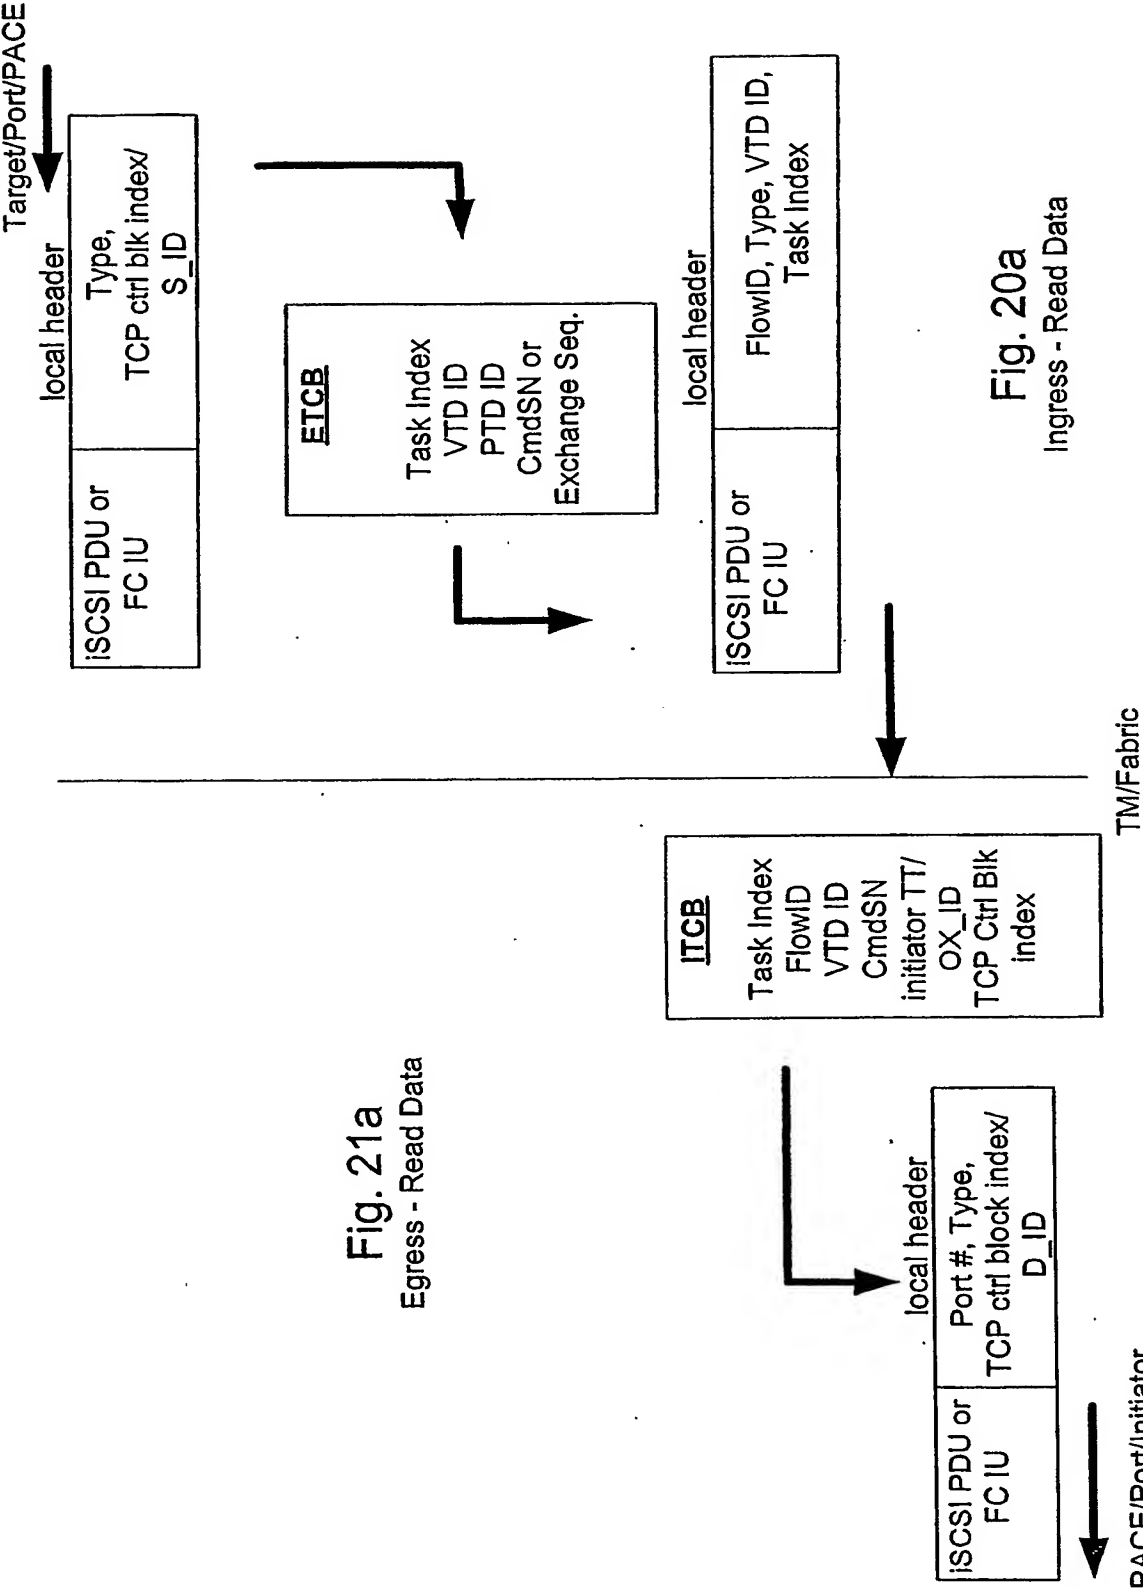 Target/Port/PACE
local header
iSCSI PDU or
FC IU
Type,
TCP ctrl blk index/
S_ID
ETCB
Task Index
VTD ID
PTD ID
CmdSN or
Exchange Seq.
local header
iSCSI PDU or
FC IU
FlowID, Type, VTD ID,
Task Index
Fig. 20a
Ingress - Read Data
TM/Fabric
Fig. 21a
Egress - Read Data
ITCB
Task Index
FlowID
VTD ID
CmdSN
initiator TT/
OX_ID
TCP Ctrl Blk
index
local header
iSCSI PDU or
FC IU
Port #, Type,
TCP ctrl block index/
D_ID
PACE/Port/Initiator